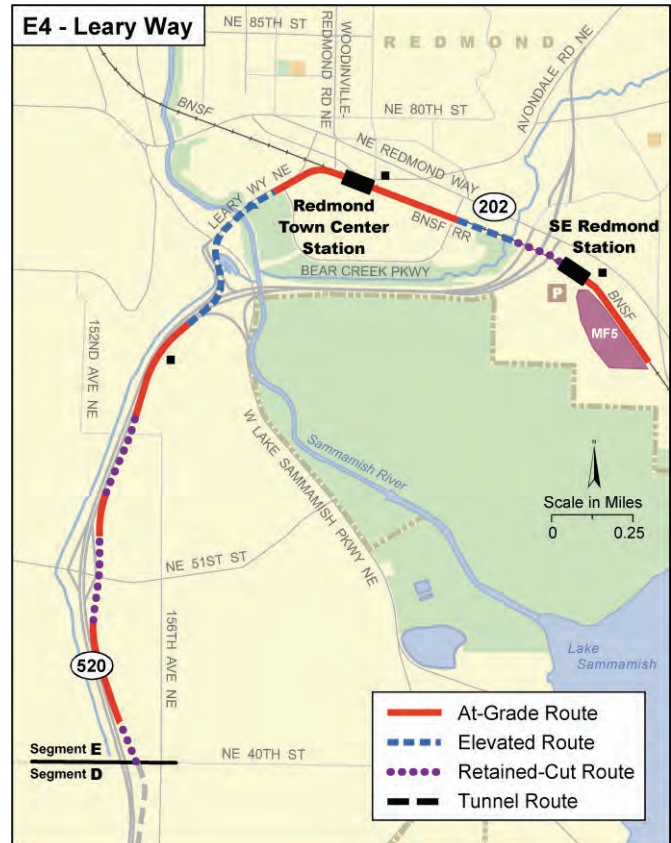 E4 - Leary Way
NE 85TH ST
WOODINVILLE-
REDMOND RD NE
REDMOND
AVONDALE RD NE
BNSF
NE 80TH ST
NE REDMOND WAY
LEARY WY NE
Redmond
Town Center
Station
BNSF RR
202
SE Redmond
Station
BEAR CREEK PKWY
P
BNSF
MF5
152ND AVE NE
W LAKE SAMMAMISH PKWY NE
Sammamish
River
N
Scale in Miles
0 0.25
NE 51ST ST
156TH AVE NE
520
Lake
Sammamish
Segment E
Segment D
NE 40TH ST
At-Grade Route
Elevated Route
Retained-Cut Route
Tunnel Route